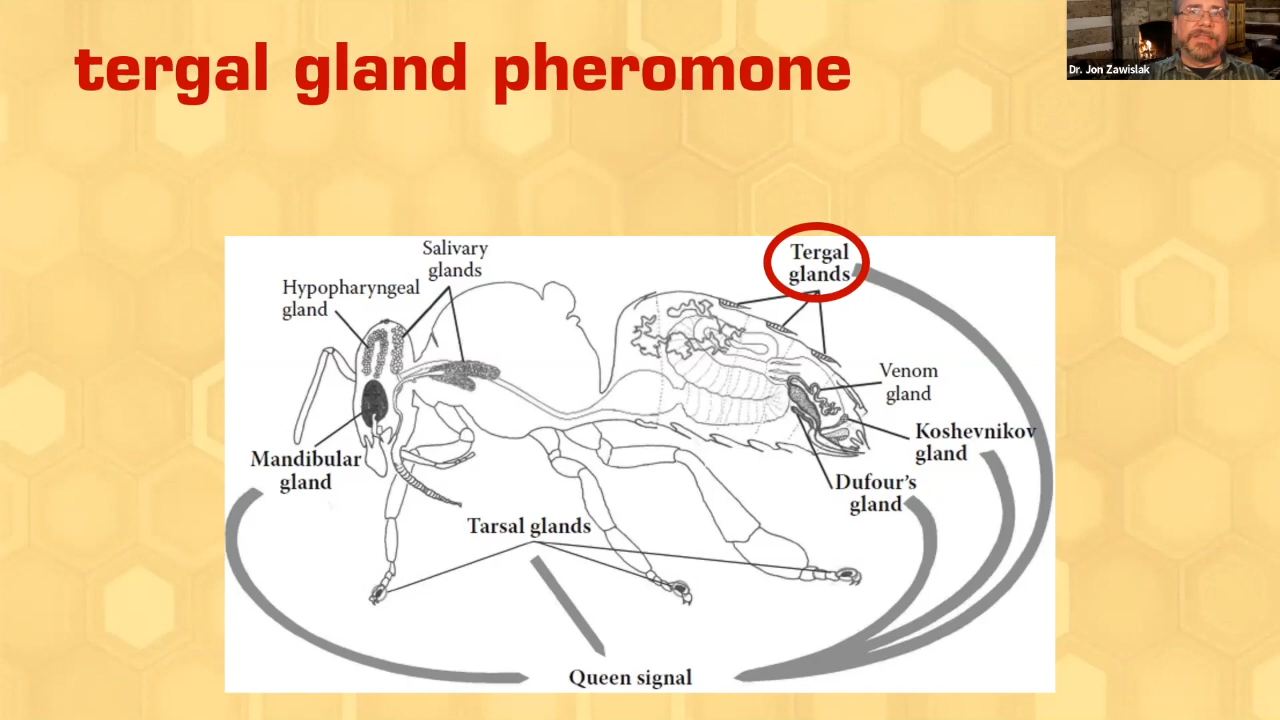 tergal gland pheromone
Dr. Jon Zawislak
Salivary
glands
Hypopharyngeal
gland
Tergal
glands
Venom
gland
Koshevnikov
gland
Mandibular
gland
Dufour's
gland
Tarsal glands
Queen signal